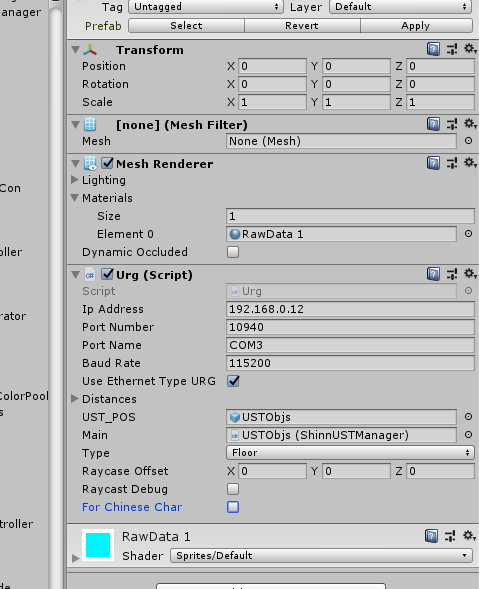 anager
Tag Untagged Layer Default
Prefab Select Revert Apply
Transform
Position X 0 Y 0 Z 0
Rotation X 0 Y 0 Z 0
Scale X 1 Y 1 Z 1
[none] (Mesh Filter)
Mesh None (Mesh)
Mesh Renderer
Lighting
Con
Materials
Size 1
Element 0 RawData 1
oller
Dynamic Occluded
Urg (Script)
Script Urg
Ip Address 192.168.0.12
rator
Port Number 10940
Port Name COM3
Baud Rate 115200
Use Ethernet Type URG
ColorPool
Distances
s
UST_POS USTObjs
Main USTObjs (ShinnUSTManager)
Type Floor
Raycase Offset X 0 Y 0 Z 0
Raycast Debug
For Chinese Char
troller
RawData 1
Shader Sprites/Default
de